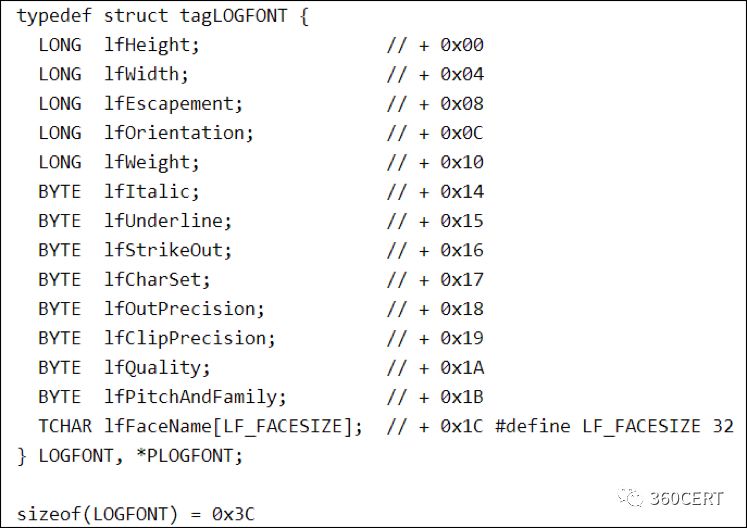 typedef struct tagLOGFONT {
  LONG  lfHeight;                 // + 0x00
  LONG  lfWidth;                  // + 0x04
  LONG  lfEscapement;             // + 0x08
  LONG  lfOrientation;            // + 0x0C
  LONG  lfWeight;                 // + 0x10
  BYTE  lfItalic;                 // + 0x14
  BYTE  lfUnderline;              // + 0x15
  BYTE  lfStrikeOut;              // + 0x16
  BYTE  lfCharSet;                // + 0x17
  BYTE  lfOutPrecision;           // + 0x18
  BYTE  lfClipPrecision;          // + 0x19
  BYTE  lfQuality;                // + 0x1A
  BYTE  lfPitchAndFamily;         // + 0x1B
  TCHAR lfFaceName[LF_FACESIZE];  // + 0x1C #define LF_FACESIZE 32
} LOGFONT, *PLOGFONT;
sizeof(LOGFONT) = 0x3C
360CERT